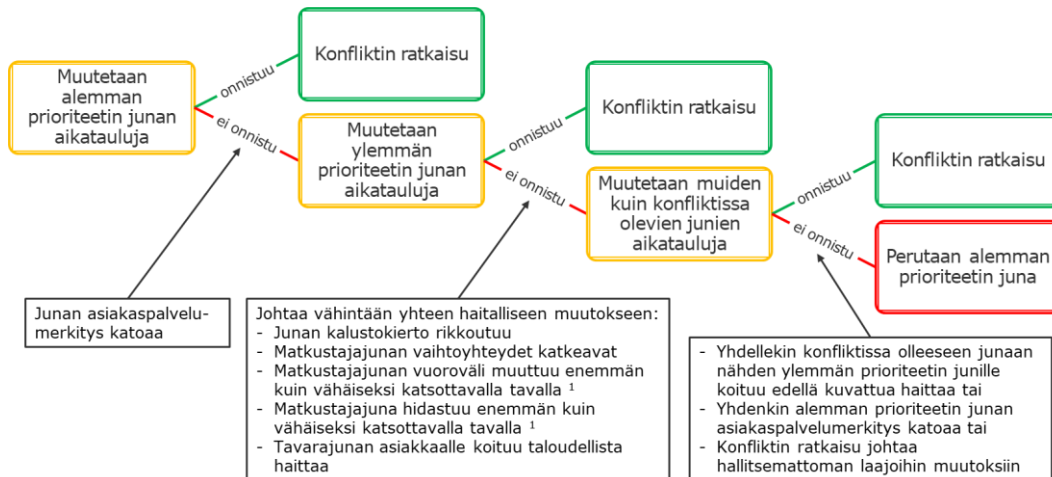 Muutetaan
alemman
prioriteetin junan
aikatauluja
onnistuu
ei onnistu
Konfliktin ratkaisu
Muutetaan
ylemmän
prioriteetin junan
aikatauluja
onnistuu
ei onnistu
Konfliktin ratkaisu
Muutetaan muiden
kuin konfliktissa
olevien junien
aikatauluja
onnistuu
ei onnistu
Konfliktin ratkaisu
Perutaan alemman
prioriteetin juna
Junan asiakaspalvelu-
merkitys katoaa
Johtaa vähintään yhteen haitalliseen muutokseen:
- Junan kalustokierto rikkoutuu
- Matkustajajunan vaihtoyhteydet katkeavat
- Matkustajajunan vuoroväli muuttuu enemmän
kuin vähäiseksi katsottavalla tavalla ¹
- Matkustajajuna hidastuu enemmän kuin
vähäiseksi katsottavalla tavalla ¹
- Tavarajunan asiakkaalle koituu taloudellista
haittaa
- Yhdellekin konfliktissa olleeseen junaan
nähden ylemmän prioriteetin junille
koituu edellä kuvattua haittaa tai
- Yhdenkin alemman prioriteetin junan
asiakaspalvelumerkitys katoaa tai
- Konfliktin ratkaisu johtaa
hallitsemattoman laajoihin muutoksiin